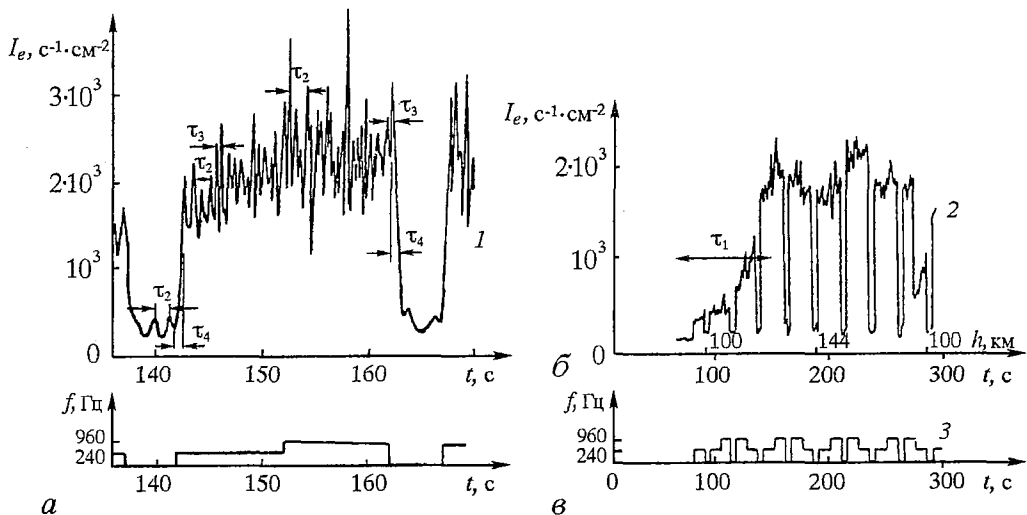 I_e, с⁻¹·см⁻²
3·10³
2·10³
10³
0
τ₂
τ₃
τ₃
τ₂
τ₄
τ₂
τ₄
1
140 150 160 t, с
f, Гц
960
240
140 150 160 t, с
а
I_e, с⁻¹·см⁻²
2·10³
10³
0
τ₁
2
100 144 100 h, км
100 200 300 t, с
б
f, Гц
960
240
3
0 100 200 300 t, с
в